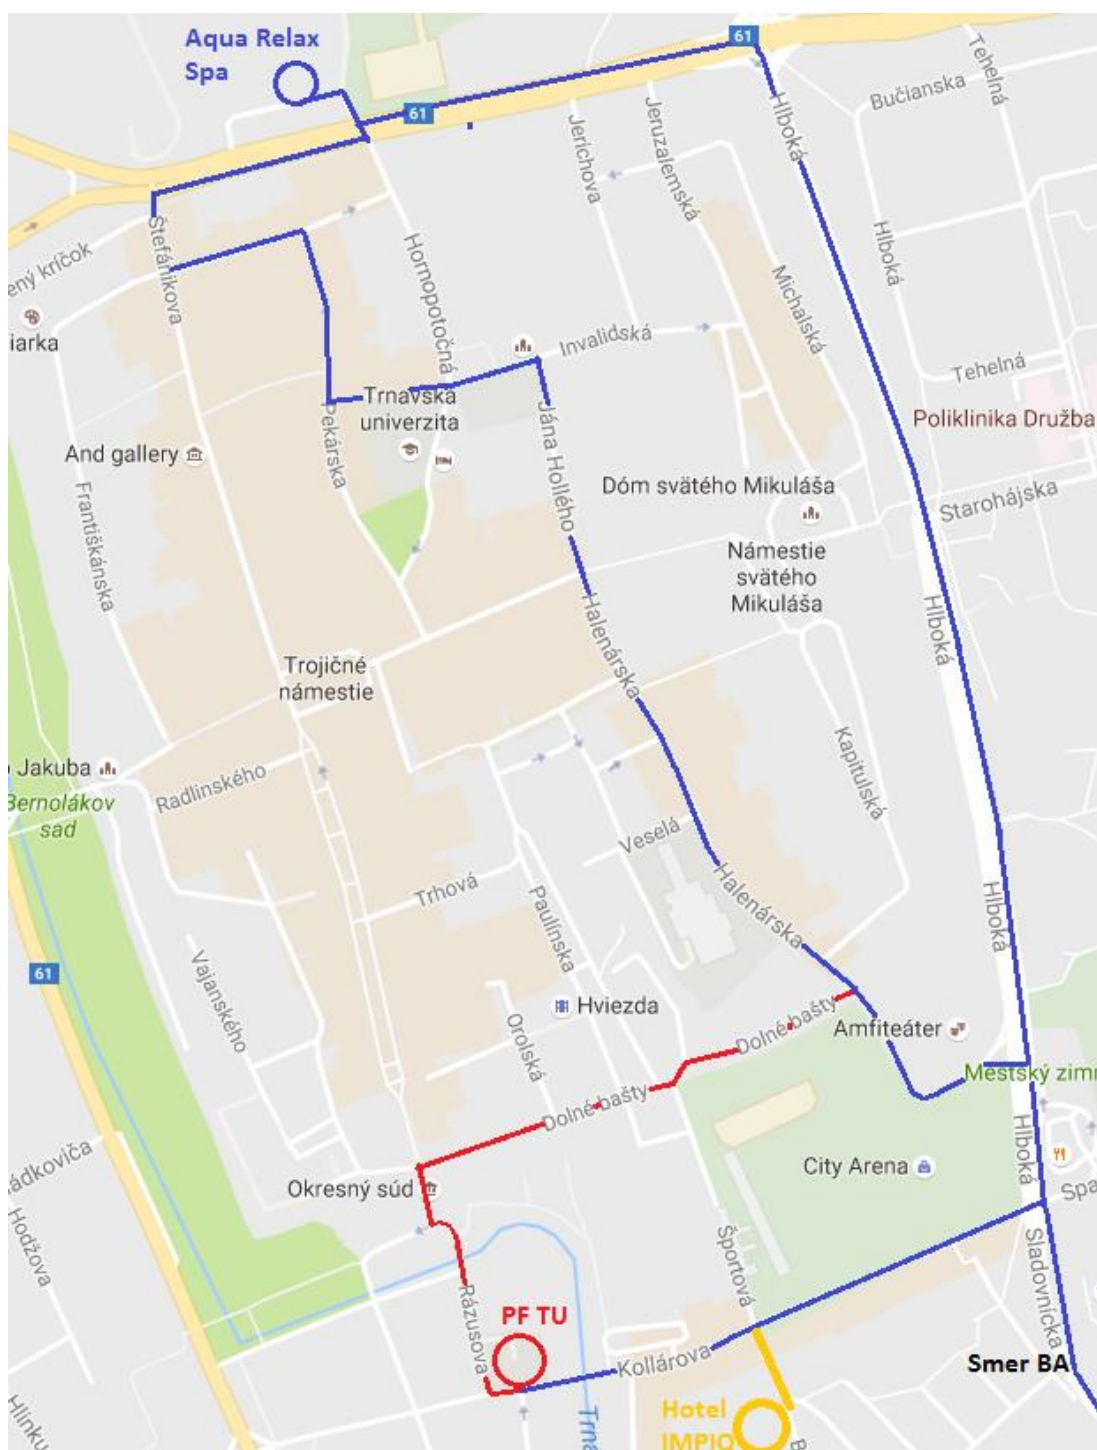 Aqua Relax
Spa
61
61
Tehelná
Bučianska
Hlboká
Jerichova
Jeruzalemská
Hlboká
Štefánikova
ený kríčok
Hornopotočná
Michalská
iarka
Invalidská
Tehelná
Trnavská
univerzita
Pekárska
Jána Hollého
Poliklinika Družba
And gallery
Františkánska
Dóm svätého Mikuláša
Starohájska
Námestie
svätého
Mikuláša
Halenárska
Hlboká
Trojičné
námestie
Jakuba
Bernolákov
sad
Radlinského
Kapitulská
Veselá
Trhová
Paulínska
Halenárska
Hlboká
61
Vajanského
Hviezda
Orolská
Dolné bašty
Amfiteáter
Mestský zim
Dolné bašty
Hlboká
ádkoviča
Okresný súd
City Arena
Spa
Hodžova
Športová
Sladovnícka
Rázusova
PF TU
Kollárova
Smer BA
Hlinku
Trna
Hotel
IMPIQ
B